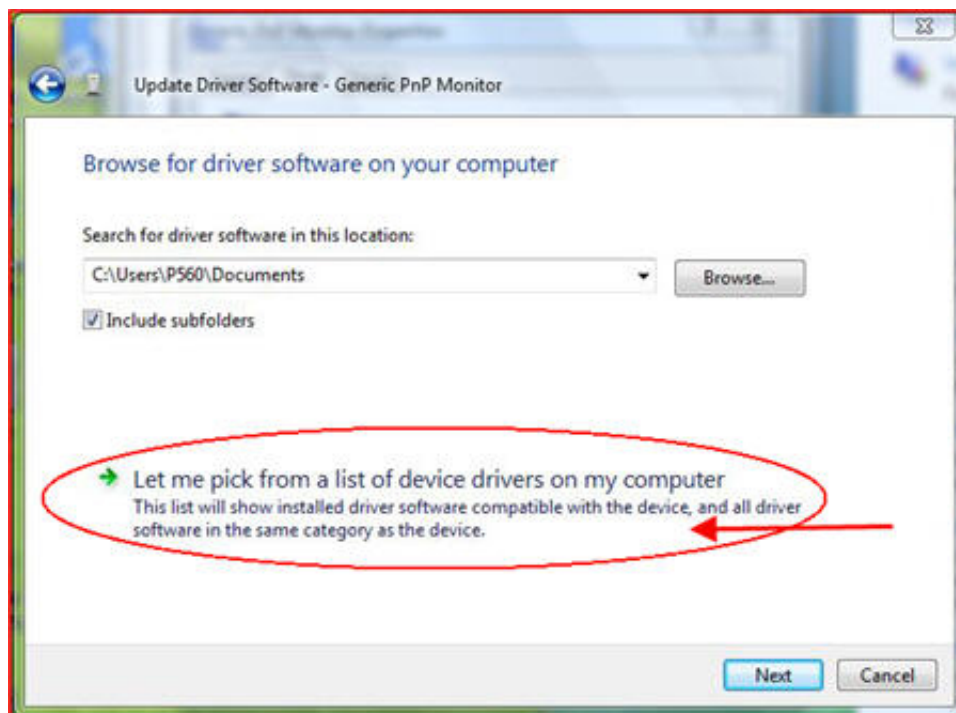 Update Driver Software - Generic PnP Monitor
Browse for driver software on your computer
Search for driver software in this location:
C:\Users\P560\Documents
Browse...
Include subfolders
Let me pick from a list of device drivers on my computer
This list will show installed driver software compatible with the device, and all driver
software in the same category as the device.
Next
Cancel